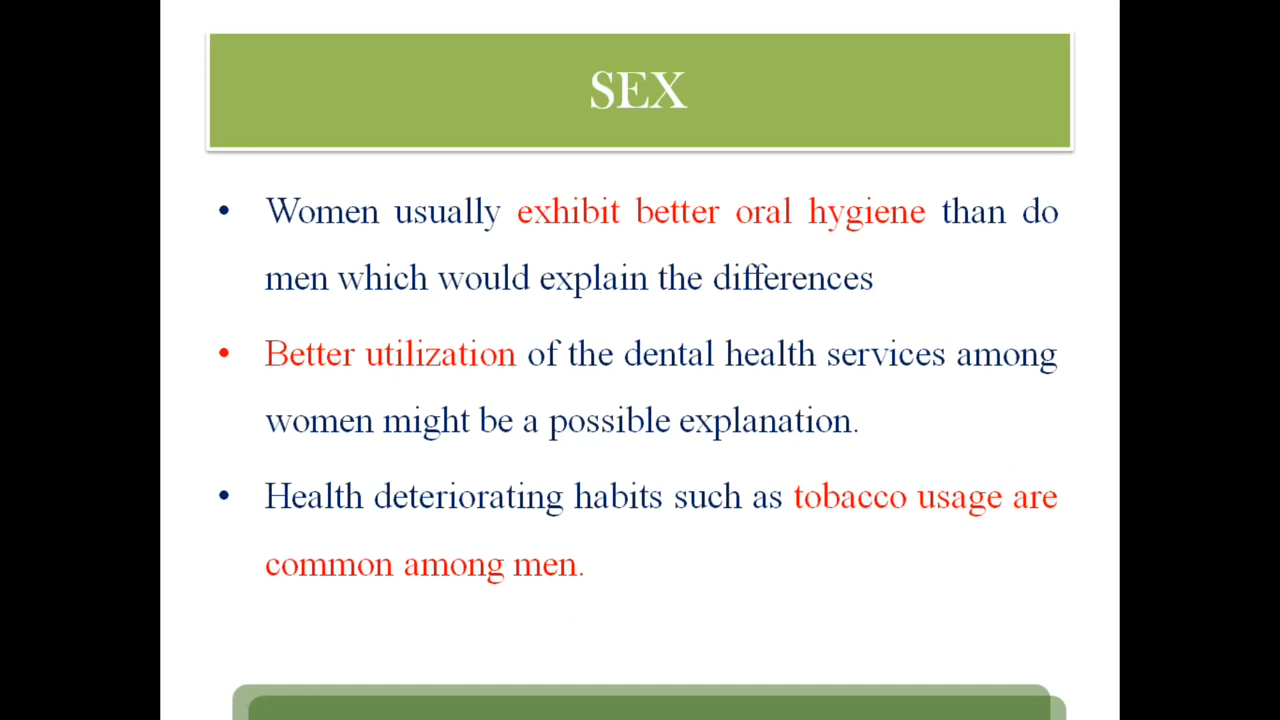 SEX
• Women usually exhibit better oral hygiene than do
men which would explain the differences
• Better utilization of the dental health services among
women might be a possible explanation.
• Health deteriorating habits such as tobacco usage are
common among men.